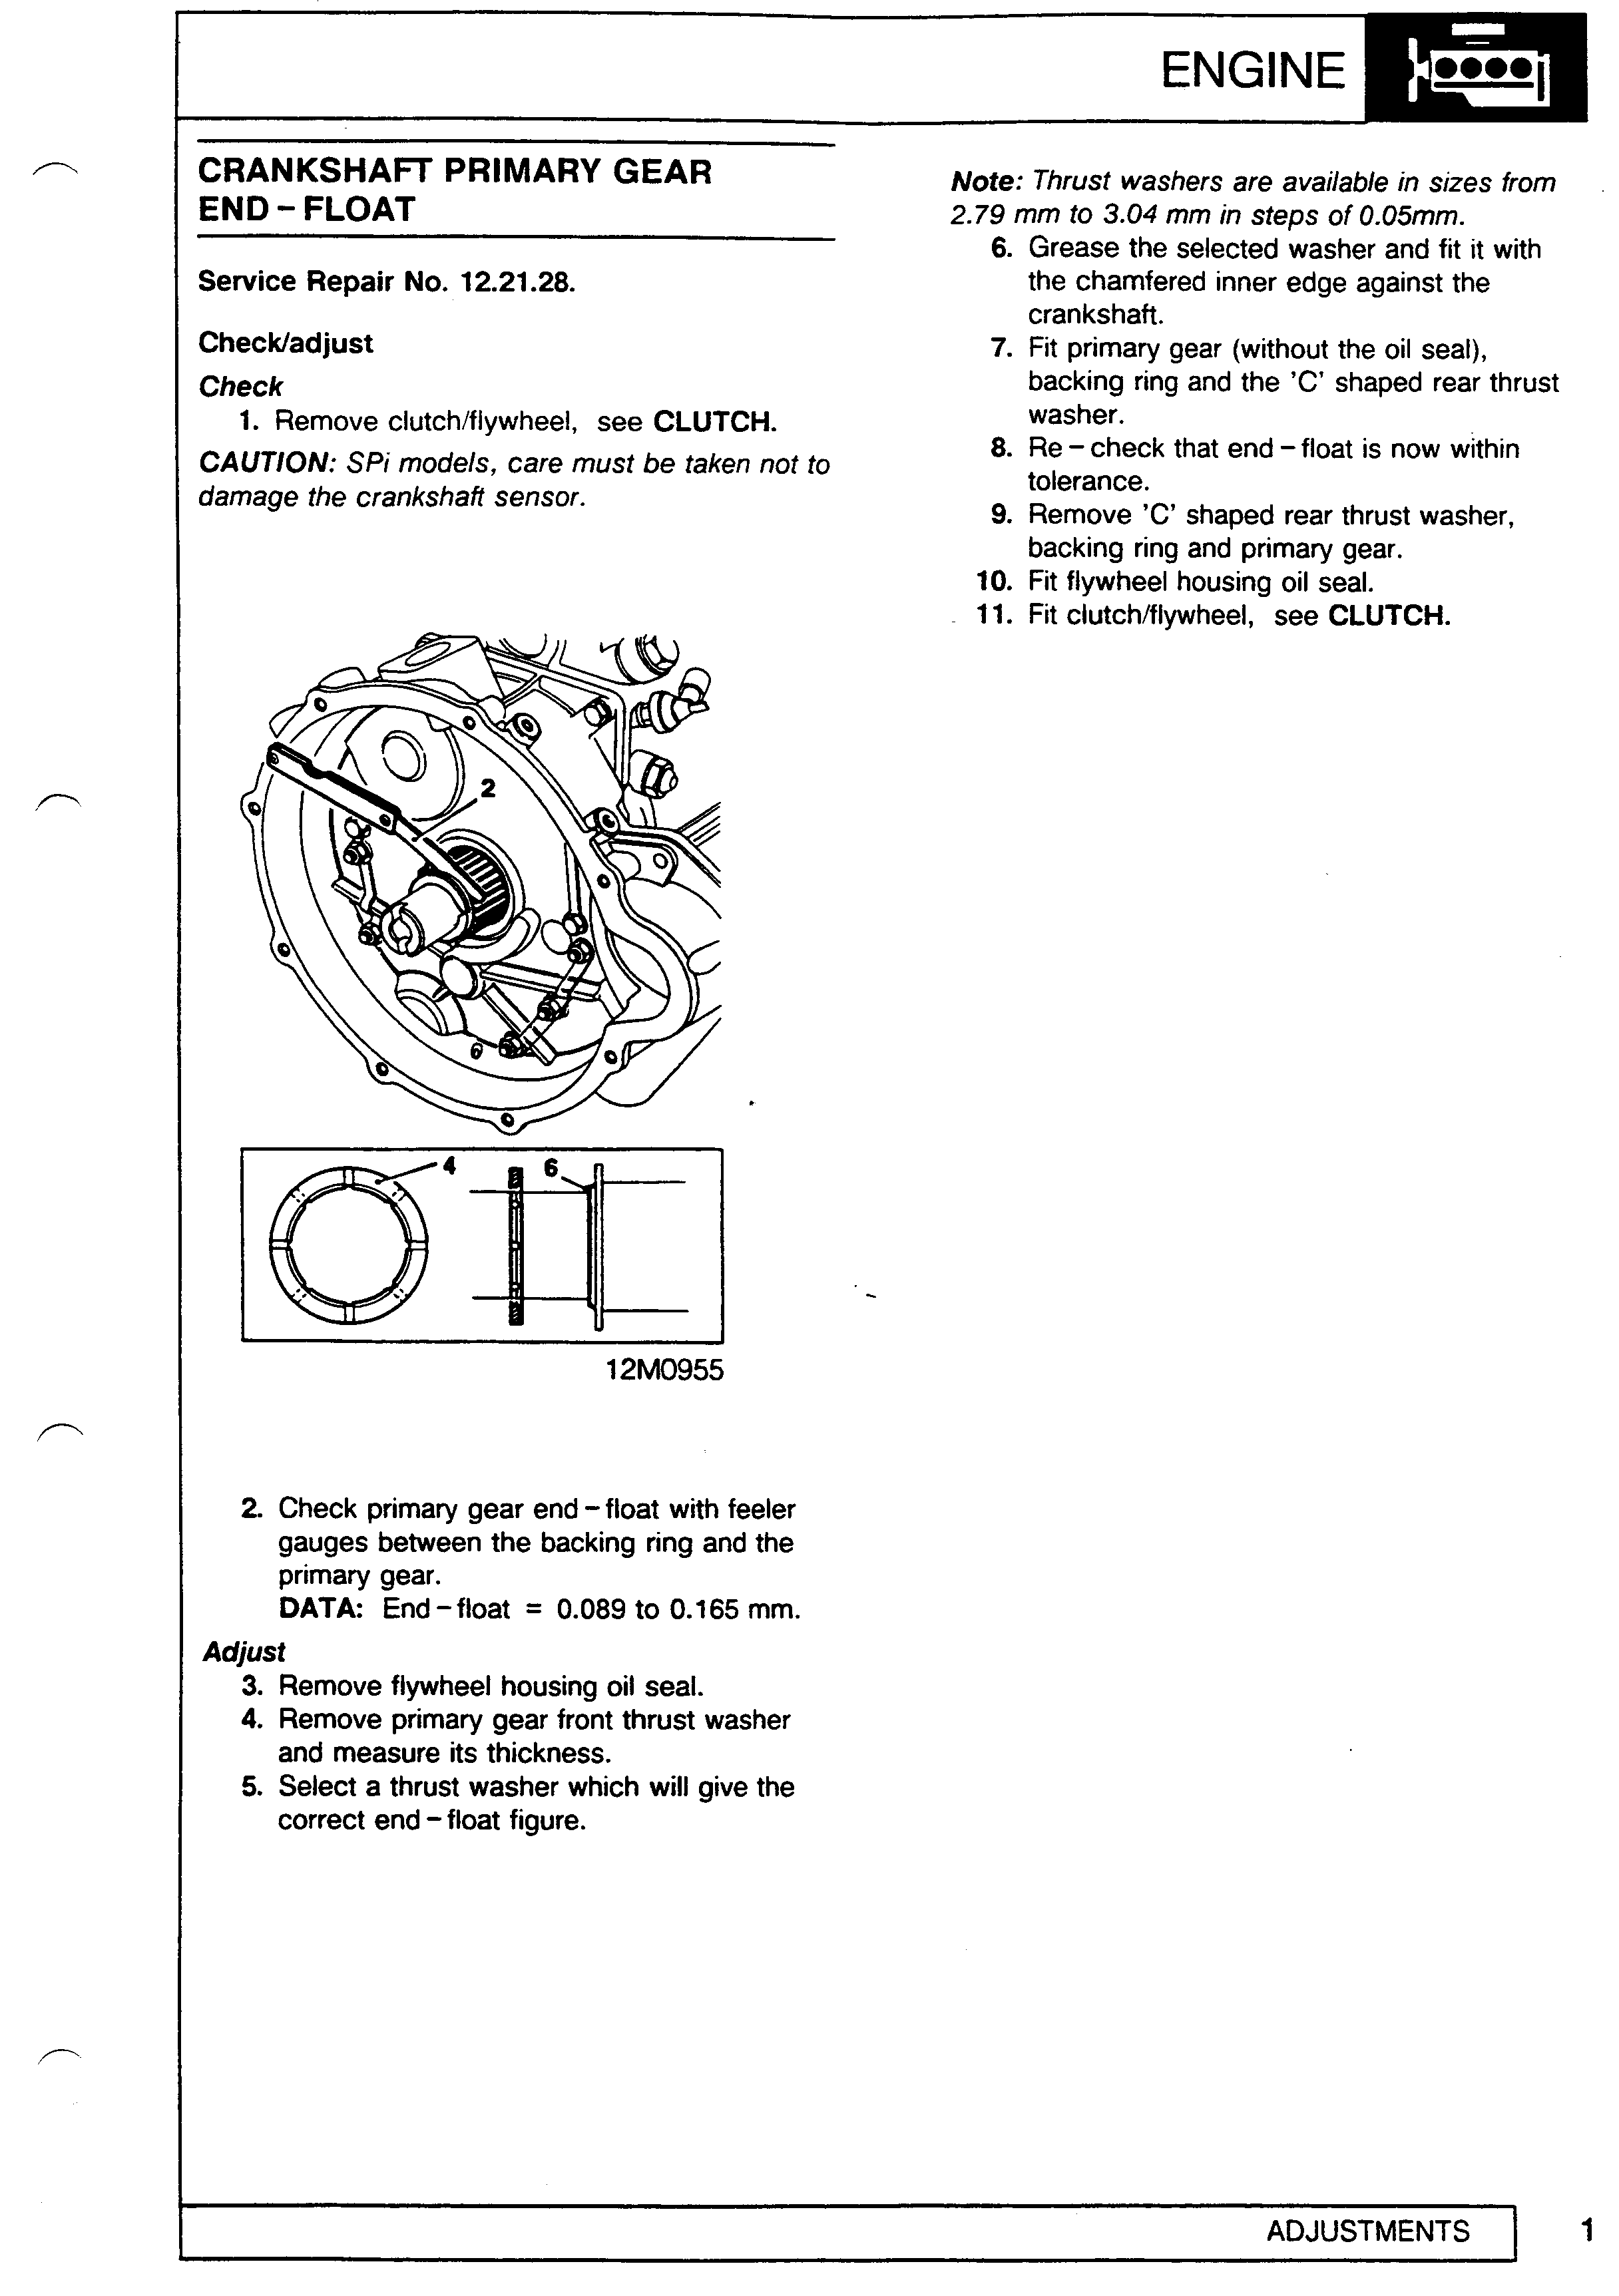 ENGINE
CRANKSHAFT PRIMARY GEAR
END – FLOAT
Service Repair No. 12.21.28.
Check/adjust
Check
1. Remove clutch/flywheel, see CLUTCH.
CAUTION: SPi models, care must be taken not to
damage the crankshaft sensor.
2
4
6
12M0955
2. Check primary gear end – float with feeler
gauges between the backing ring and the
primary gear.
DATA: End – float = 0.089 to 0.165 mm.
Adjust
3. Remove flywheel housing oil seal.
4. Remove primary gear front thrust washer
and measure its thickness.
5. Select a thrust washer which will give the
correct end – float figure.
Note: Thrust washers are available in sizes from
2.79 mm to 3.04 mm in steps of 0.05mm.
6. Grease the selected washer and fit it with
the chamfered inner edge against the
crankshaft.
7. Fit primary gear (without the oil seal),
backing ring and the 'C' shaped rear thrust
washer.
8. Re – check that end – float is now within
tolerance.
9. Remove 'C' shaped rear thrust washer,
backing ring and primary gear.
10. Fit flywheel housing oil seal.
11. Fit clutch/flywheel, see CLUTCH.
ADJUSTMENTS
1